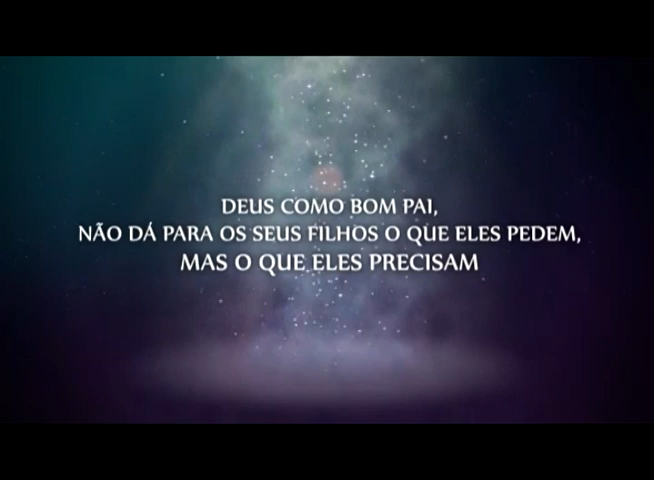 DEUS COMO BOM PAI,
NÃO DÁ PARA OS SEUS FILHOS O QUE ELES PEDEM,
MAS O QUE ELES PRECISAM